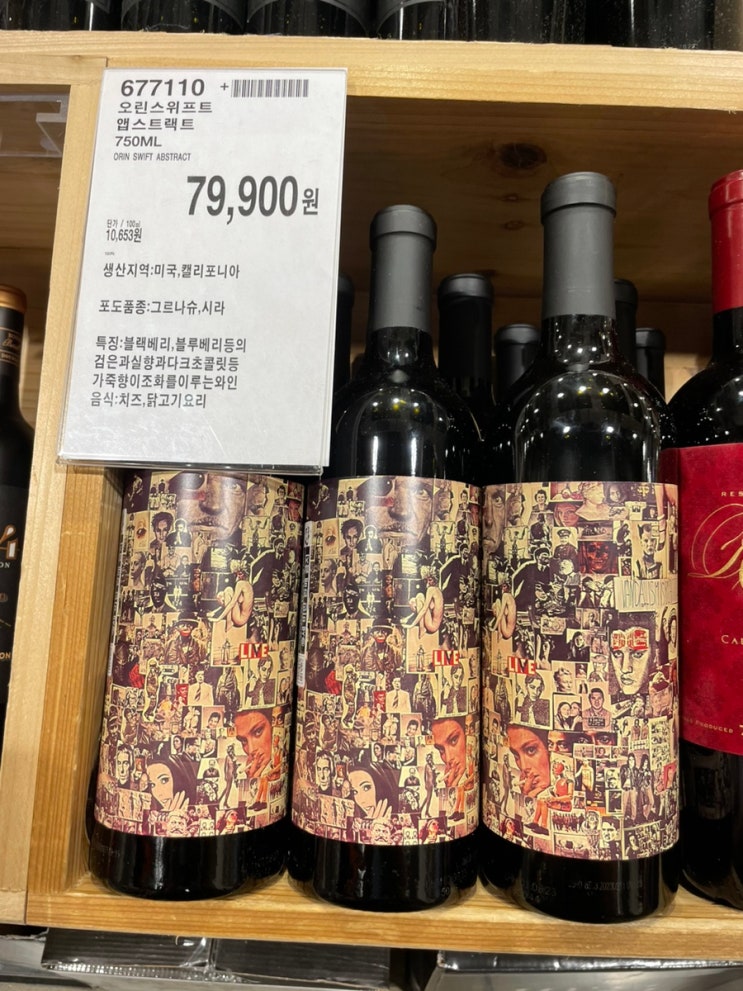 677110 +
오린스위프트
앱스트랙트
750ML
ORIN SWIFT ABSTRACT
79,900원
단가 / 100㎖
10,653원
생산지역:미국,캘리포니아
포도품종:그르나슈,시라
특징:블랙베리,블루베리등의
검은과실향과다크초콜릿등
가죽향이조화를이루는와인
음식:치즈,닭고기요리
LIVE
LIVE
LIVE
RES
CAB
PRODUCED